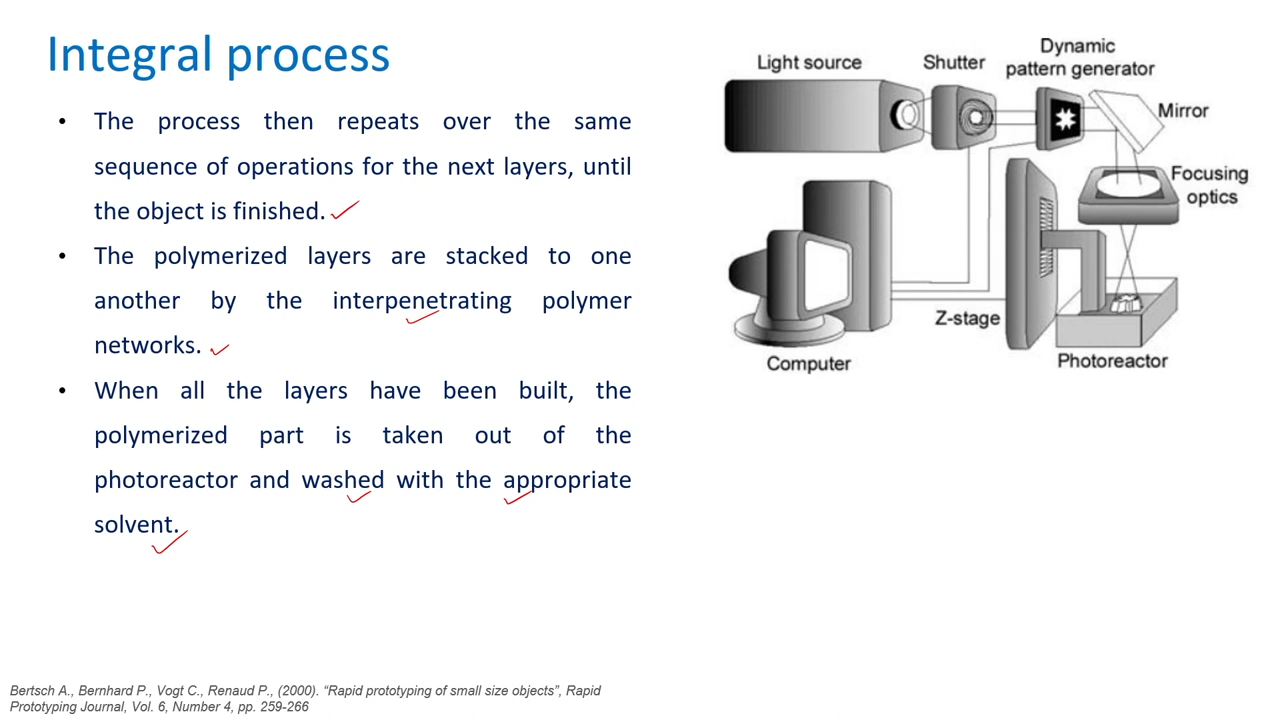 Integral process
• The process then repeats over the same
sequence of operations for the next layers, until
the object is finished.
• The polymerized layers are stacked to one
another by the interpenetrating polymer
networks.
• When all the layers have been built, the
polymerized part is taken out of the
photoreactor and washed with the appropriate
solvent.
Light source
Shutter
Dynamic
pattern generator
Mirror
Focusing
optics
Z-stage
Computer
Photoreactor
Bertsch A., Bernhard P., Vogt C., Renaud P., (2000). “Rapid prototyping of small size objects”, Rapid
Prototyping Journal, Vol. 6, Number 4, pp. 259-266